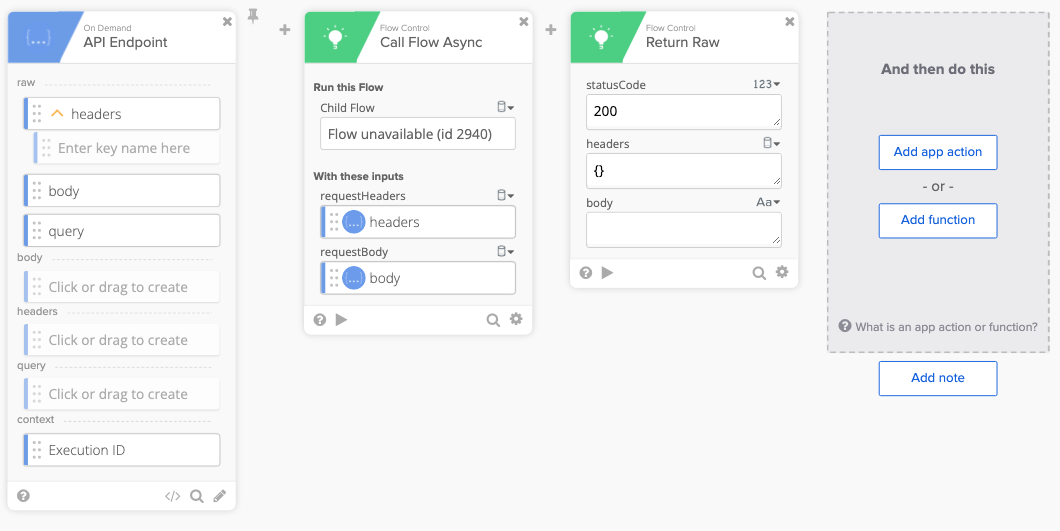 On Demand
API Endpoint
raw
headers
Enter key name here
body
query
body
Click or drag to create
headers
Click or drag to create
query
Click or drag to create
context
Execution ID
Flow Control
Call Flow Async
Run this Flow
Child Flow
Flow unavailable (id 2940)
With these inputs
requestHeaders
headers
requestBody
body
Flow Control
Return Raw
statusCode 123
200
headers
{}
body Aa
And then do this
Add app action
- or -
Add function
What is an app action or function?
Add note